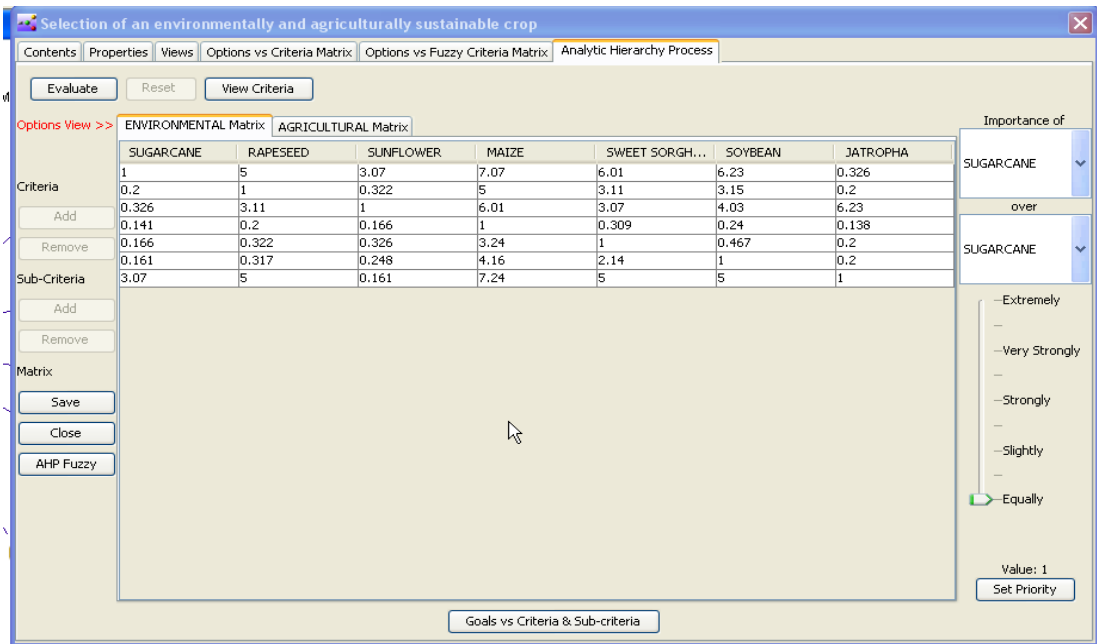 Selection of an environmentally and agriculturally sustainable crop
Contents Properties Views Options vs Criteria Matrix Options vs Fuzzy Criteria Matrix Analytic Hierarchy Process
Evaluate Reset View Criteria
Options View >> ENVIRONMENTAL Matrix AGRICULTURAL Matrix
SUGARCANE RAPESEED SUNFLOWER MAIZE SWEET SORGH... SOYBEAN JATROPHA
1 5 3.07 7.07 6.01 6.23 0.326
0.2 1 0.322 5 3.11 3.15 0.2
0.326 3.11 1 6.01 3.07 4.03 6.23
0.141 0.2 0.166 1 0.309 0.24 0.138
0.166 0.322 0.326 3.24 1 0.467 0.2
0.161 0.317 0.248 4.16 2.14 1 0.2
3.07 5 0.161 7.24 5 5 1
Criteria
Add
Remove
Sub-Criteria
Add
Remove
Matrix
Save
Close
AHP Fuzzy
Importance of
SUGARCANE
over
SUGARCANE
Extremely
Very Strongly
Strongly
Slightly
Equally
Value: 1
Set Priority
Goals vs Criteria & Sub-criteria